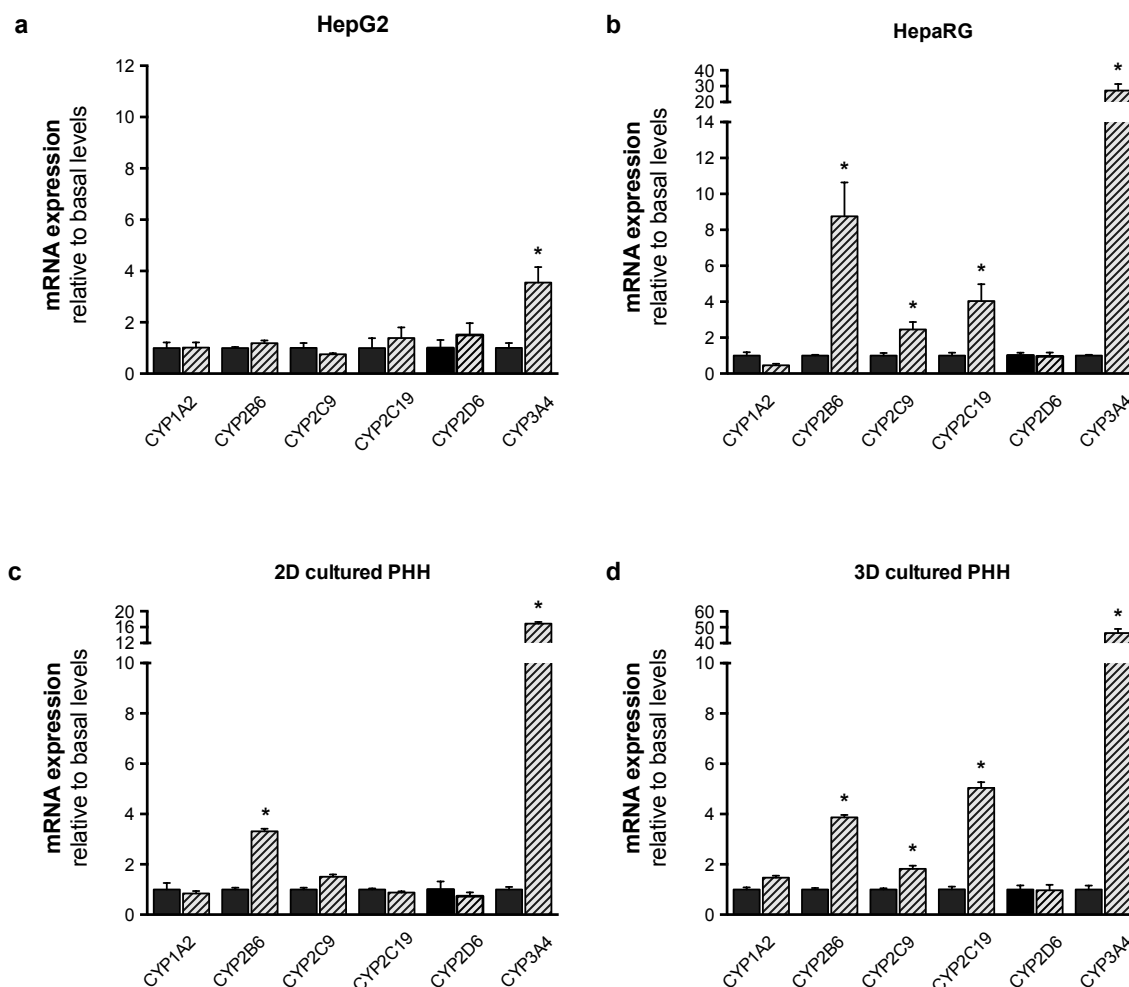 a
HepG2
mRNA expression
relative to basal levels
12
10
8
6
4
2
0
*
CYP1A2
CYP2B6
CYP2C9
CYP2C19
CYP2D6
CYP3A4
b
HepaRG
mRNA expression
relative to basal levels
40
30
20
14
12
10
8
6
4
2
0
*
*
*
*
CYP1A2
CYP2B6
CYP2C9
CYP2C19
CYP2D6
CYP3A4
c
2D cultured PHH
mRNA expression
relative to basal levels
20
16
12
10
8
6
4
2
0
*
*
CYP1A2
CYP2B6
CYP2C9
CYP2C19
CYP2D6
CYP3A4
d
3D cultured PHH
mRNA expression
relative to basal levels
60
50
40
10
8
6
4
2
0
*
*
*
*
CYP1A2
CYP2B6
CYP2C9
CYP2C19
CYP2D6
CYP3A4